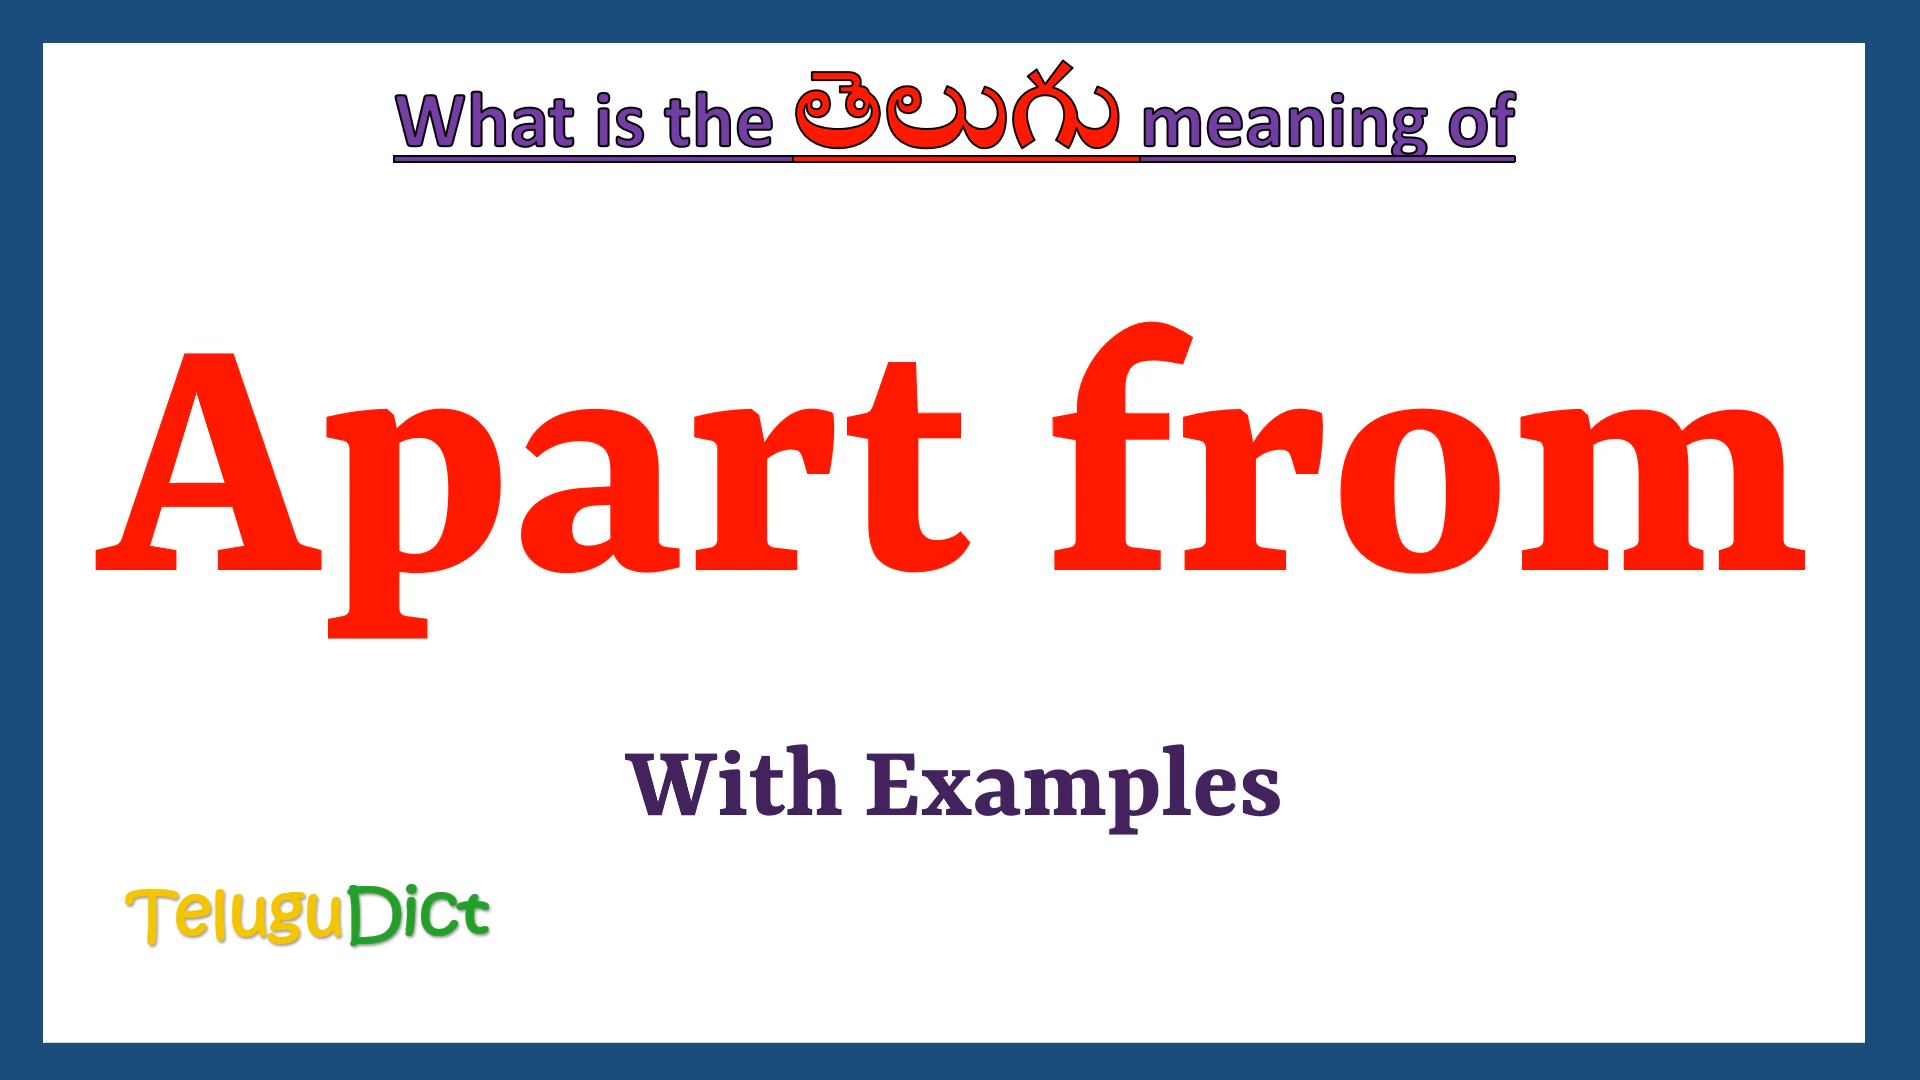 What is the తెలుగు meaning of
Apart from
With Examples
TeluguDict